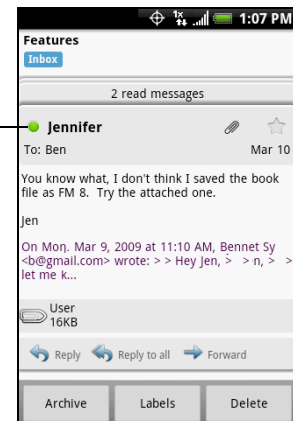 1x 1:07 PM
Features
Inbox
2 read messages
Jennifer
To: Ben Mar 10
You know what, I don't think I saved the book
file as FM 8. Try the attached one.
Jen
On Mon. Mar 9, 2009 at 11:10 AM, Bennet Sy
<b@gmail.com> wrote: > > Hey Jen, > > n, > >
let me k...
User
16KB
Reply Reply to all Forward
Archive Labels Delete